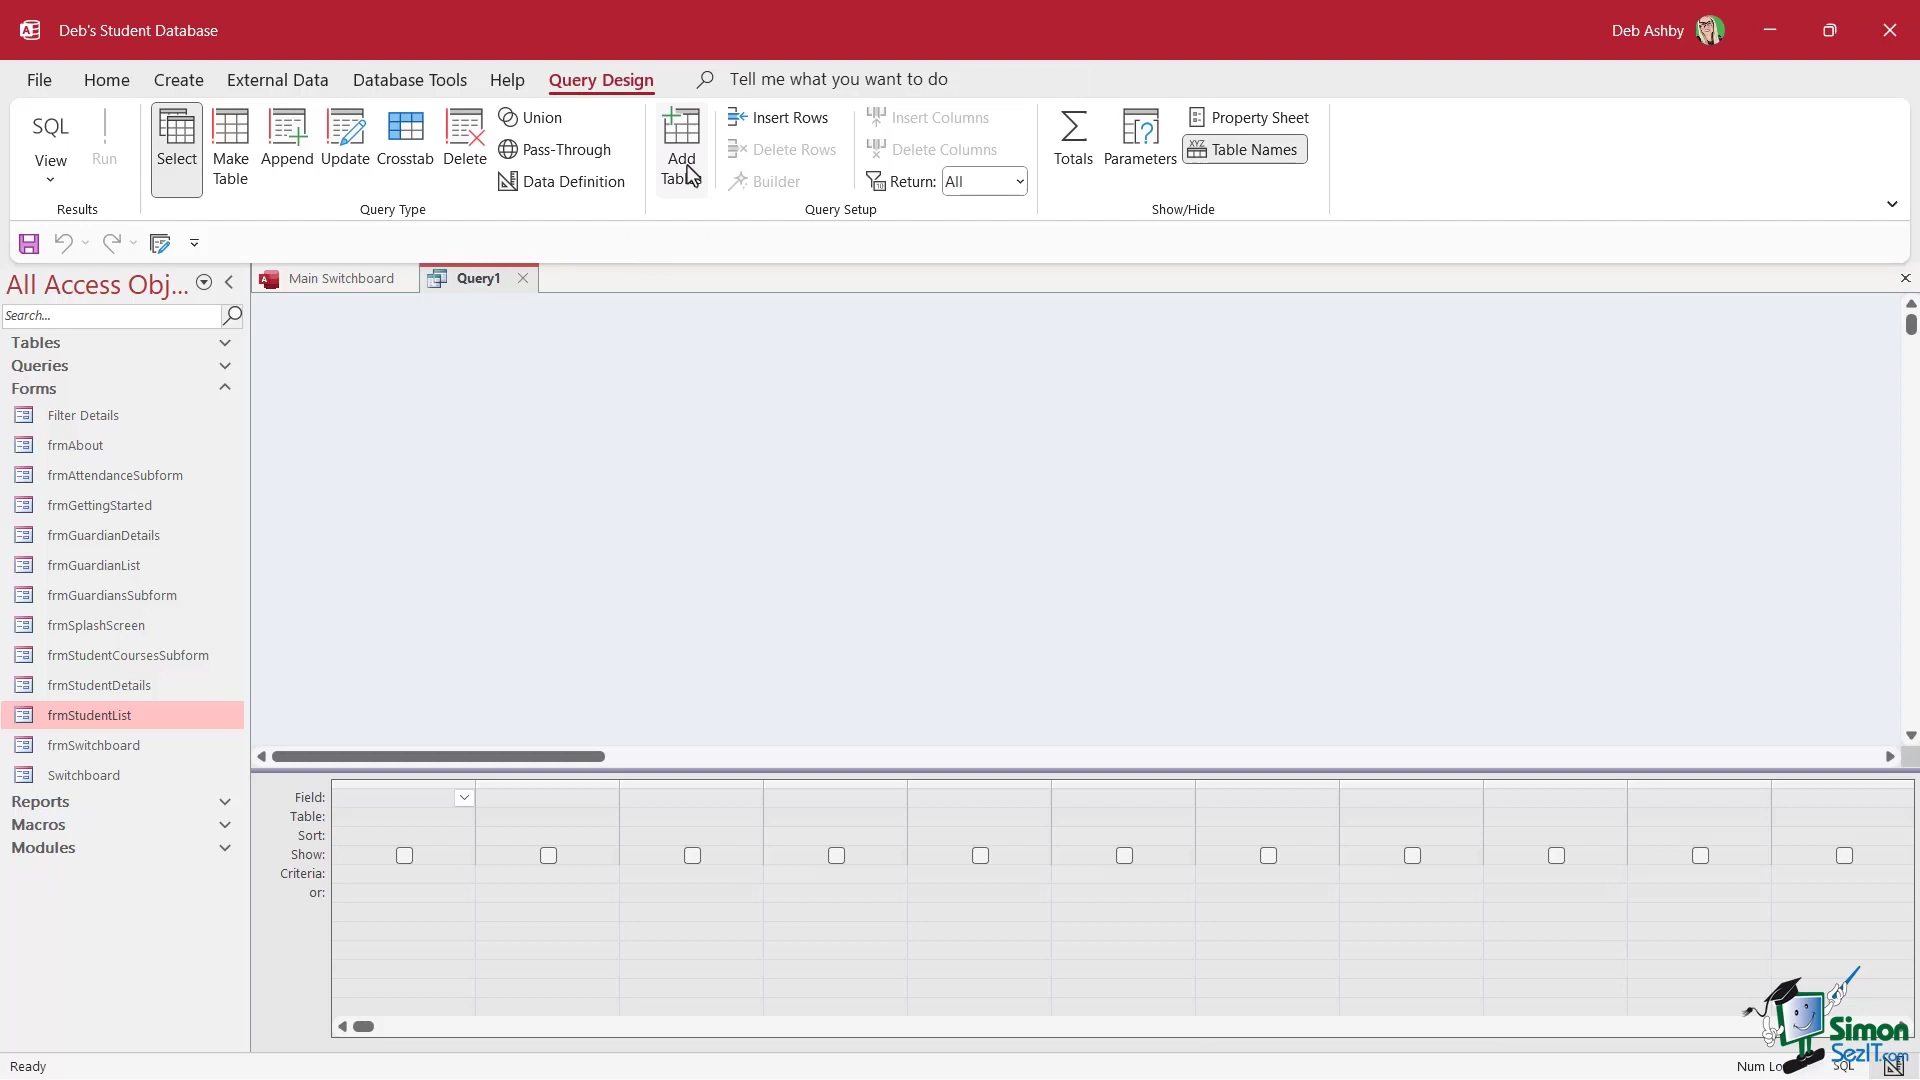 Deb's Student Database
Deb Ashby
File Home Create External Data Database Tools Help Query Design Tell me what you want to do
SQL
View
Run
Results
Select
Make
Table
Append
Update
Crosstab
Delete
Union
Pass-Through
Data Definition
Query Type
Add
Tables
Insert Rows
Delete Rows
Builder
Insert Columns
Delete Columns
Return: All
Query Setup
Totals
Parameters
Property Sheet
XYZ Table Names
Show/Hide
All Access Obj...
Search...
Tables
Queries
Forms
Filter Details
frmAbout
frmAttendanceSubform
frmGettingStarted
frmGuardianDetails
frmGuardianList
frmGuardiansSubform
frmSplashScreen
frmStudentCoursesSubform
frmStudentDetails
frmStudentList
frmSwitchboard
Switchboard
Reports
Macros
Modules
Main Switchboard
Query1
Field:
Table:
Sort:
Show:
Criteria:
or:
Simon
SezIT.com
Ready
Num Lo
SQL